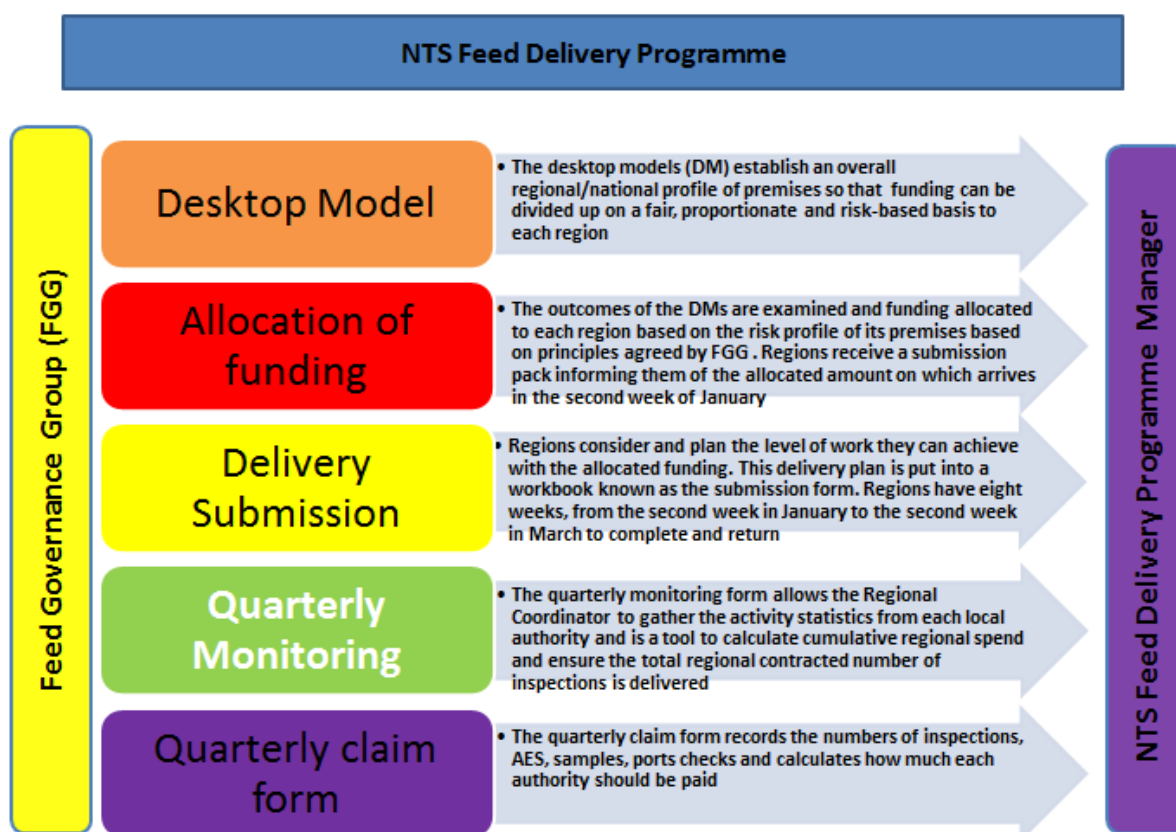 NTS Feed Delivery Programme
Feed Governance Group (FGG)
Desktop Model
• The desktop models (DM) establish an overall
regional/national profile of premises so that funding can be
divided up on a fair, proportionate and risk-based basis to
each region
Allocation of
funding
• The outcomes of the DMs are examined and funding allocated
to each region based on the risk profile of its premises based
on principles agreed by FGG . Regions receive a submission
pack informing them of the allocated amount on which arrives
in the second week of January
Delivery
Submission
• Regions consider and plan the level of work they can achieve
with the allocated funding. This delivery plan is put into a
workbook known as the submission form. Regions have eight
weeks, from the second week in January to the second week
in March to complete and return
Quarterly
Monitoring
• The quarterly monitoring form allows the Regional
Coordinator to gather the activity statistics from each local
authority and is a tool to calculate cumulative regional spend
and ensure the total regional contracted number of
inspections is delivered
Quarterly claim
form
• The quarterly claim form records the numbers of inspections,
AES, samples, ports checks and calculates how much each
authority should be paid
NTS Feed Delivery Programme Manager